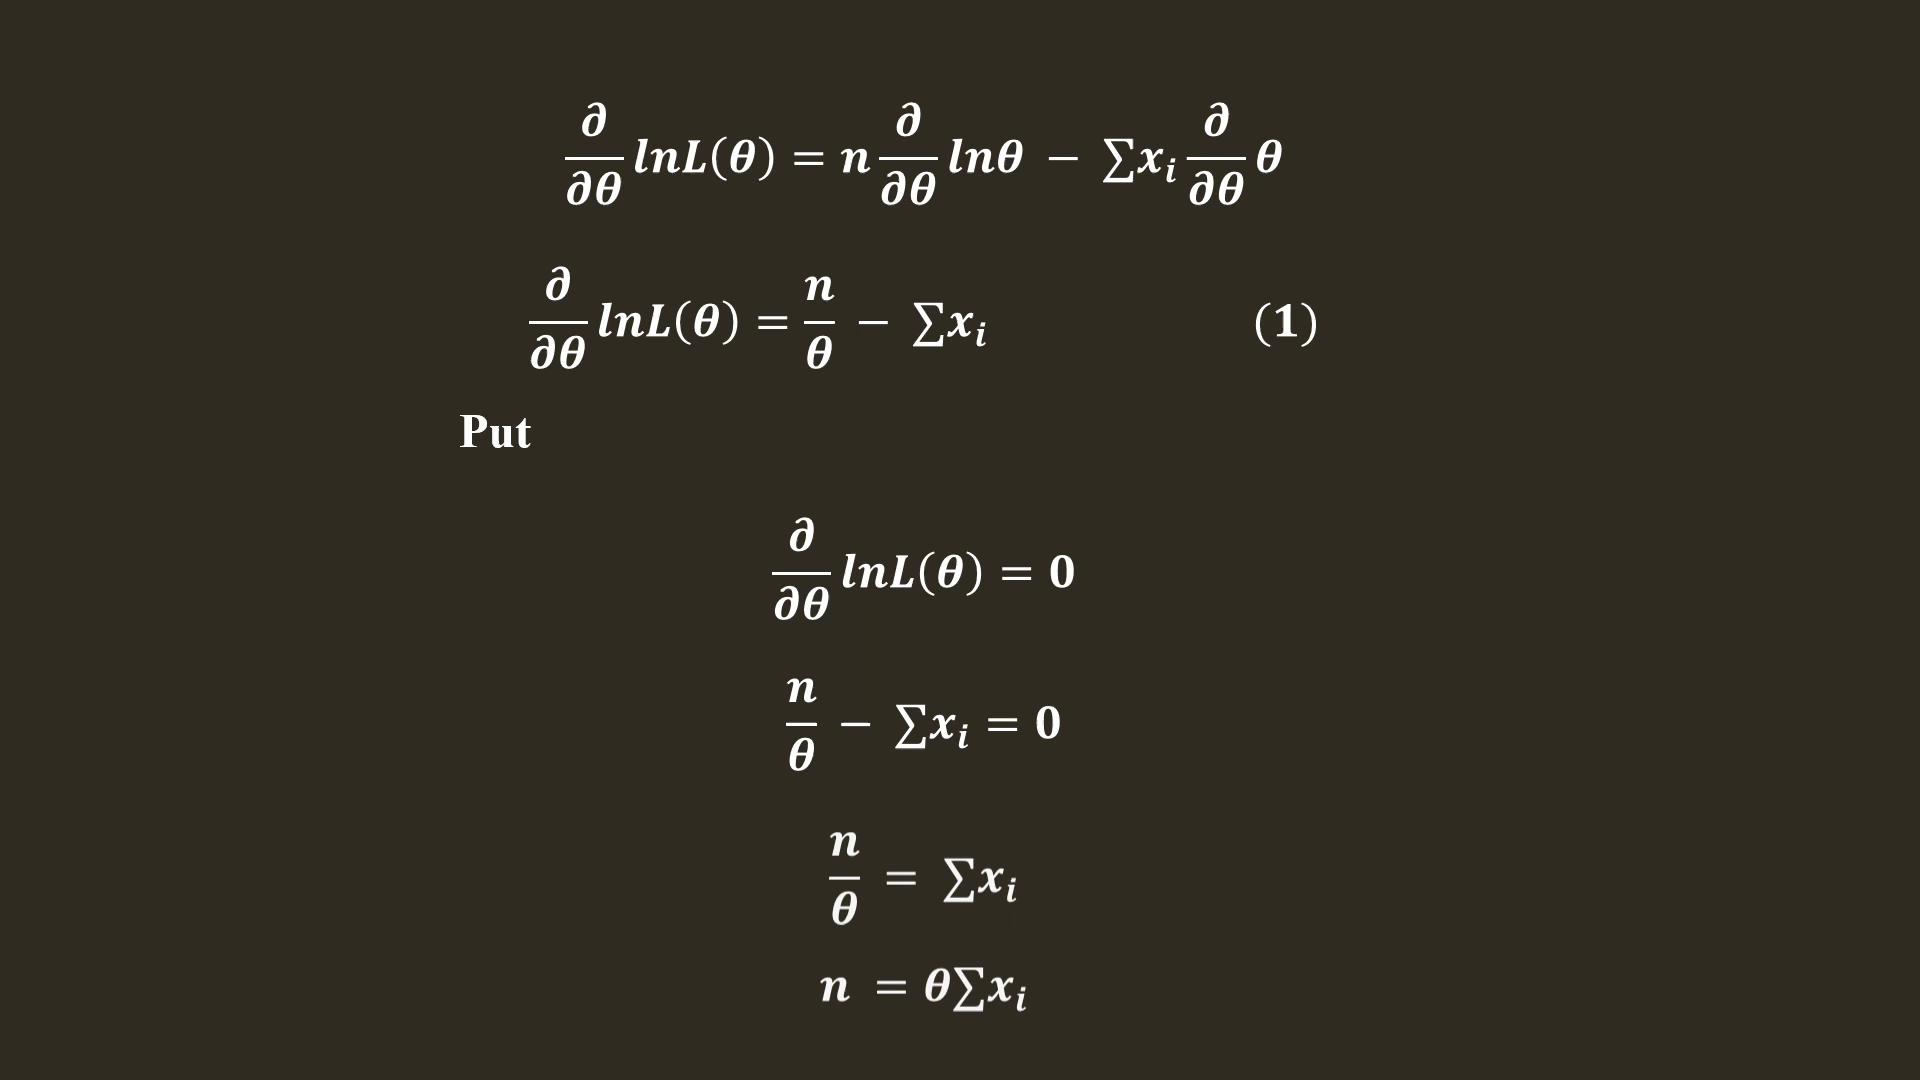 ∂/∂θ lnL(θ) = n ∂/∂θ lnθ − ∑xᵢ ∂/∂θ θ
∂/∂θ lnL(θ) = n/θ − ∑xᵢ (1)
Put
∂/∂θ lnL(θ) = 0
n/θ − ∑xᵢ = 0
n/θ = ∑xᵢ
n = θ∑xᵢ